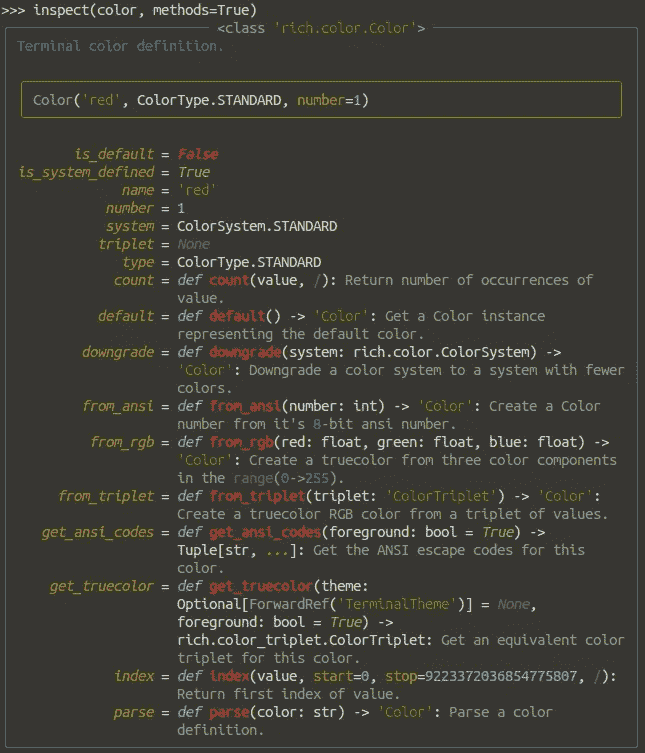 >>> inspect(color, methods=True)
<class 'rich.color.Color'>
Terminal color definition.
Color('red', ColorType.STANDARD, number=1)
is_default = False
is_system_defined = True
name = 'red'
number = 1
system = ColorSystem.STANDARD
triplet = None
type = ColorType.STANDARD
count = def count(value, /): Return number of occurrences of
value.
default = def default() -> 'Color': Get a Color instance
representing the default color.
downgrade = def downgrade(system: rich.color.ColorSystem) ->
'Color': Downgrade a color system to a system with fewer
colors.
from_ansi = def from_ansi(number: int) -> 'Color': Create a Color
number from it's 8-bit ansi number.
from_rgb = def from_rgb(red: float, green: float, blue: float) ->
'Color': Create a truecolor from three color components
in the range(0->255).
from_triplet = def from_triplet(triplet: 'ColorTriplet') -> 'Color':
Create a truecolor RGB color from a triplet of values.
get_ansi_codes = def get_ansi_codes(foreground: bool = True) ->
Tuple[str, ...]: Get the ANSI escape codes for this
color.
get_truecolor = def get_truecolor(theme:
Optional[ForwardRef('TerminalTheme')] = None,
foreground: bool = True) ->
rich.color_triplet.ColorTriplet: Get an equivalent color
triplet for this color.
index = def index(value, start=0, stop=9223372036854775807, /):
Return first index of value.
parse = def parse(color: str) -> 'Color': Parse a color
definition.